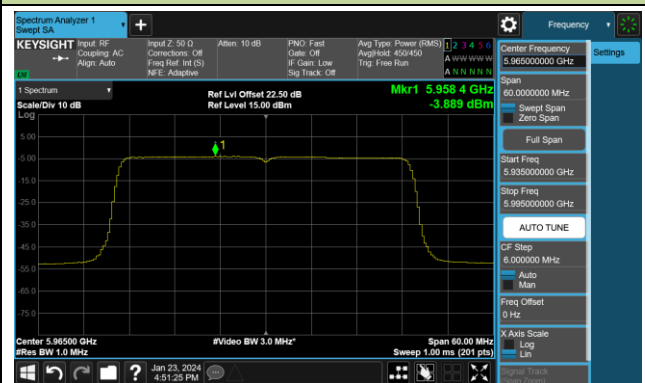 Spectrum Analyzer 1
Swept SA
Frequency
KEYSIGHT
Input: RF
Coupling: AC
Align: Auto
Input Z: 50 Ω
Corrections: Off
Freq Ref: Int (S)
NFE: Adaptive
Atten: 10 dB
PNO: Fast
Gate: Off
IF Gain: Low
Sig Track: Off
Avg Type: Power (RMS)
Avg|Hold: 450/450
Trig: Free Run
1 2 3 4 5 6
A W W W W W
A N N N N N
LXI
1 Spectrum
Scale/Div 10 dB
Log
Ref Lvl Offset 22.50 dB
Ref Level 15.00 dBm
Mkr1 5.958 4 GHz
-3.889 dBm
1
5.00
-5.00
-15.0
-25.0
-35.0
-45.0
-55.0
-65.0
-75.0
Center 5.96500 GHz
#Res BW 1.0 MHz
#Video BW 3.0 MHz*
Span 60.00 MHz
Sweep 1.00 ms (201 pts)
Jan 23, 2024
4:51:25 PM
Center Frequency
5.965000000 GHz
Settings
Span
60.0000000 MHz
Swept Span
Zero Span
Full Span
Start Freq
5.935000000 GHz
Stop Freq
5.995000000 GHz
AUTO TUNE
CF Step
6.000000 MHz
Auto
Man
Freq Offset
0 Hz
X Axis Scale
Log
Lin
Signal Track